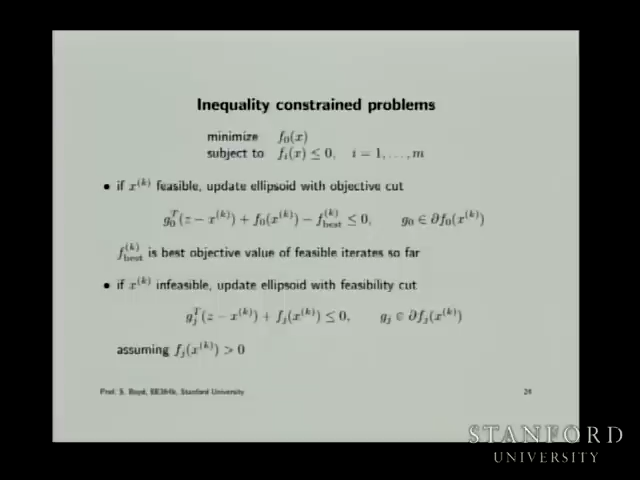 Inequality constrained problems
minimize f₀(x)
subject to fᵢ(x) ≤ 0, i = 1, …, m
• if x⁽ᵏ⁾ feasible, update ellipsoid with objective cut
g₀ᵀ(z − x⁽ᵏ⁾) + f₀(x⁽ᵏ⁾) − f_best⁽ᵏ⁾ ≤ 0, g₀ ∈ ∂f₀(x⁽ᵏ⁾)
f_best⁽ᵏ⁾ is best objective value of feasible iterates so far
• if x⁽ᵏ⁾ infeasible, update ellipsoid with feasibility cut
gⱼᵀ(z − x⁽ᵏ⁾) + fⱼ(x⁽ᵏ⁾) ≤ 0, gⱼ ∈ ∂fⱼ(x⁽ᵏ⁾)
assuming fⱼ(x⁽ᵏ⁾) > 0
Prof. S. Boyd, EE364b, Stanford University
STANFORD
UNIVERSITY